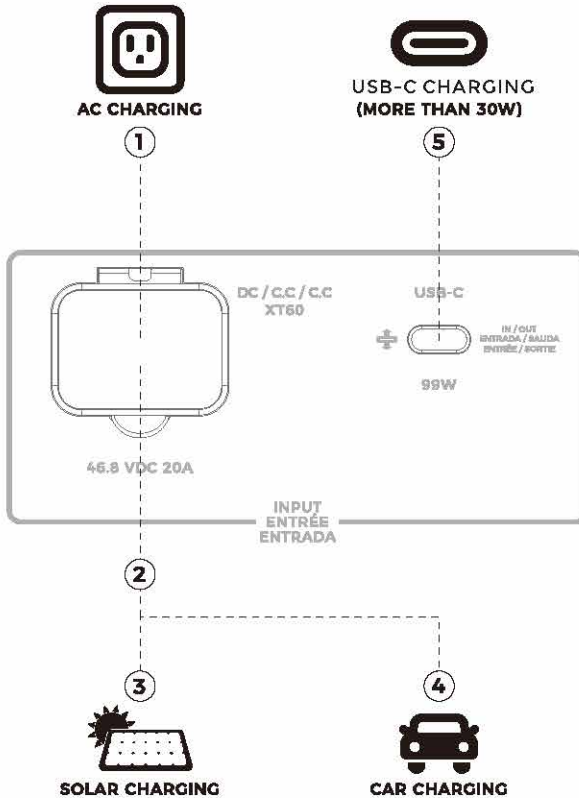 AC CHARGING
1
USB-C CHARGING
(MORE THAN 30W)
5
DC / C.C / C.C
XT60
USB-C
IN / OUT
ENTRADA / SALIDA
ENTRÉE / SORTIE
99W
46.8 VDC 20A
INPUT
ENTRÉE
ENTRADA
2
3
4
SOLAR CHARGING
CAR CHARGING